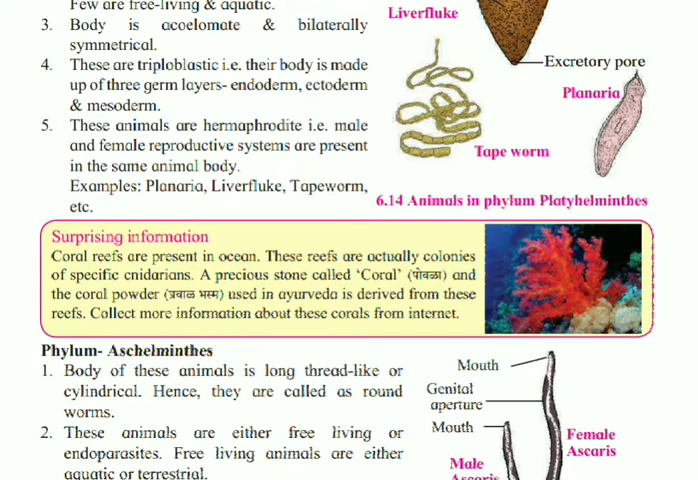 Few are free-living & aquatic.
3. Body is acoelomate & bilaterally
symmetrical.
4. These are triploblastic i.e. their body is made
up of three germ layers- endoderm, ectoderm
& mesoderm.
5. These animals are hermaphrodite i.e. male
and female reproductive systems are present
in the same animal body.
Examples: Planaria, Liverfluke, Tapeworm,
etc.
Liverfluke
Excretory pore
Planaria
Tape worm
6.14 Animals in phylum Platyhelminthes
Surprising information
Coral reefs are present in ocean. These reefs are actually colonies
of specific cnidarians. A precious stone called ‘Coral’ (पोवळा) and
the coral powder (प्रवाळ भस्म) used in ayurveda is derived from these
reefs. Collect more information about these corals from internet.
Phylum- Aschelminthes
1. Body of these animals is long thread-like or
cylindrical. Hence, they are called as round
worms.
2. These animals are either free living or
endoparasites. Free living animals are either
aquatic or terrestrial.
Mouth
Genital
aperture
Mouth
Female
Ascaris
Male
Ascaris